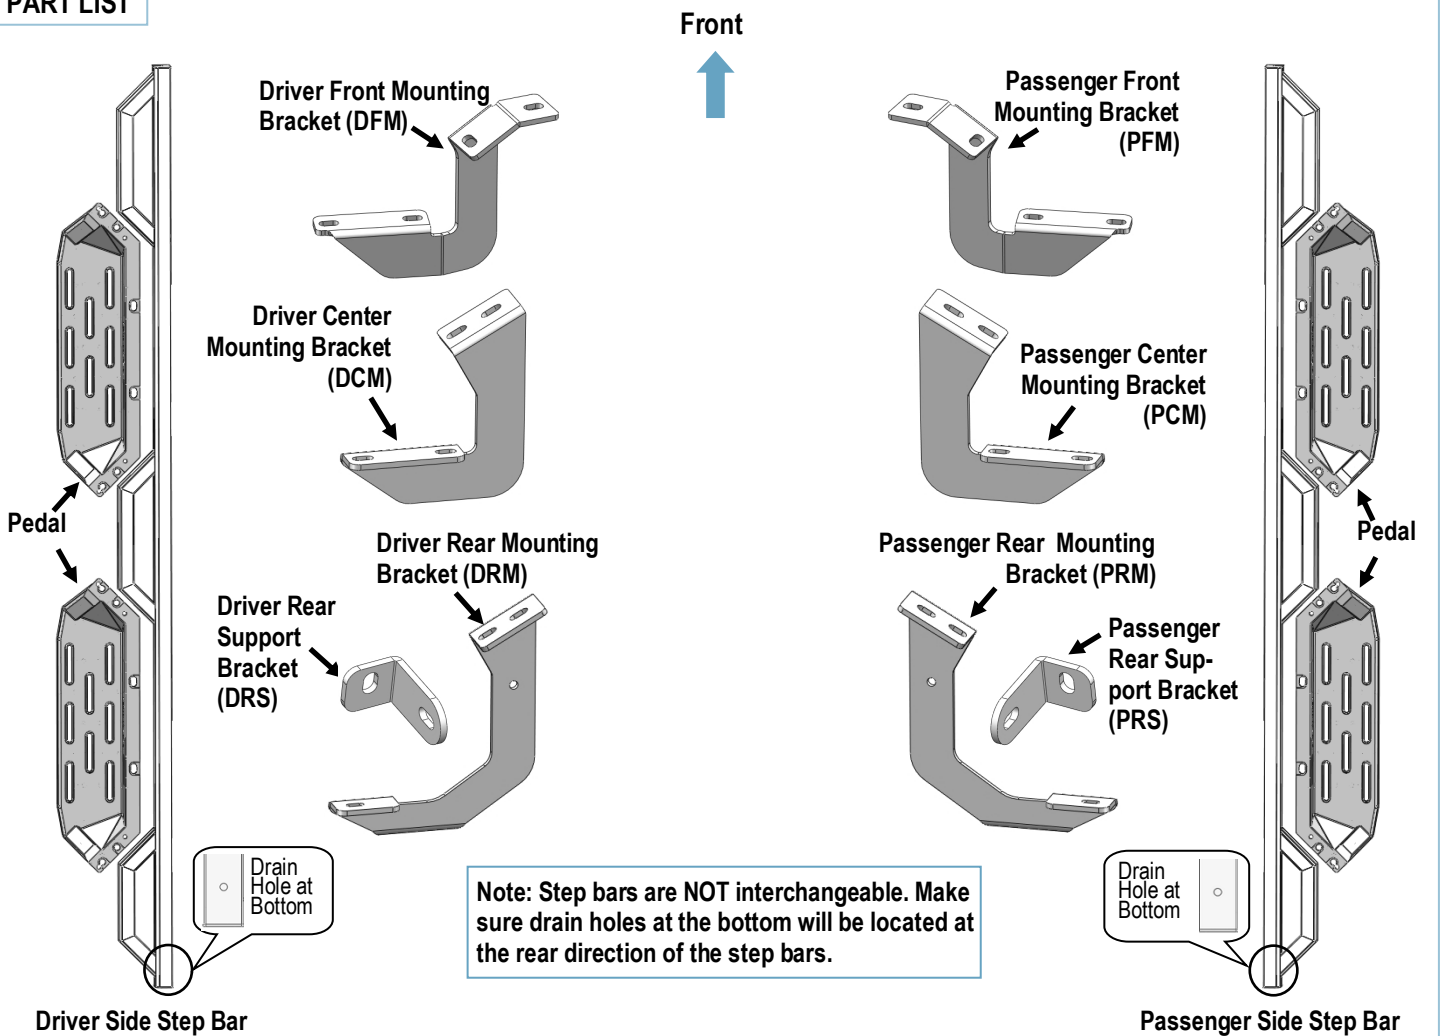 PART LIST
Front
Driver Front Mounting
Bracket (DFM)
Passenger Front
Mounting Bracket
(PFM)
Driver Center
Mounting Bracket
(DCM)
Passenger Center
Mounting Bracket
(PCM)
Pedal
Pedal
Driver Rear Mounting
Bracket (DRM)
Passenger Rear Mounting
Bracket (PRM)
Driver Rear
Support
Bracket
(DRS)
Passenger
Rear Sup-
port Bracket
(PRS)
Drain
Hole at
Bottom
Note: Step bars are NOT interchangeable. Make
sure drain holes at the bottom will be located at
the rear direction of the step bars.
Drain
Hole at
Bottom
Driver Side Step Bar
Passenger Side Step Bar